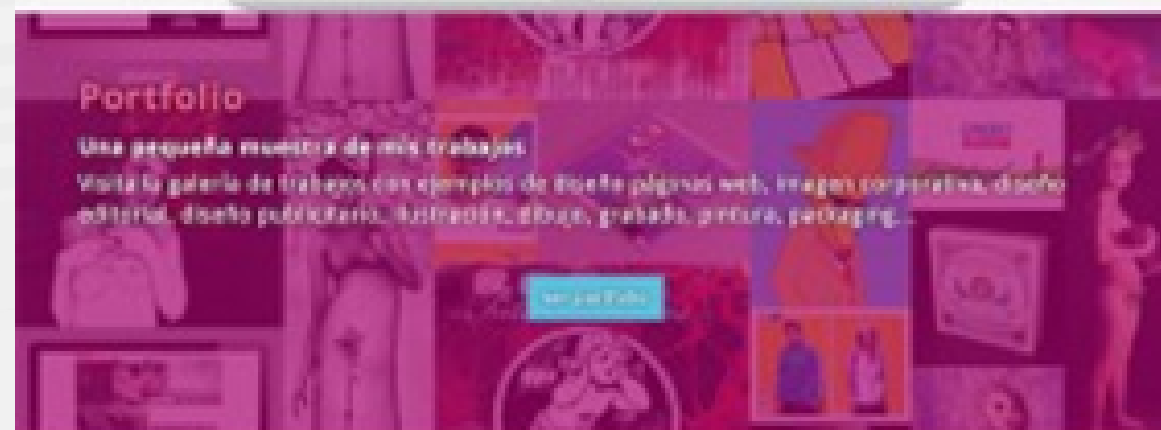 Portfolio
Una pequeña muestra de mis trabajos
Visita la galería de trabajos con ejemplos de diseño páginas web, imagen corporativa, diseño
editorial, diseño publicitario, ilustración, dibujo, grabado, pintura, packaging...
Ver portfolio